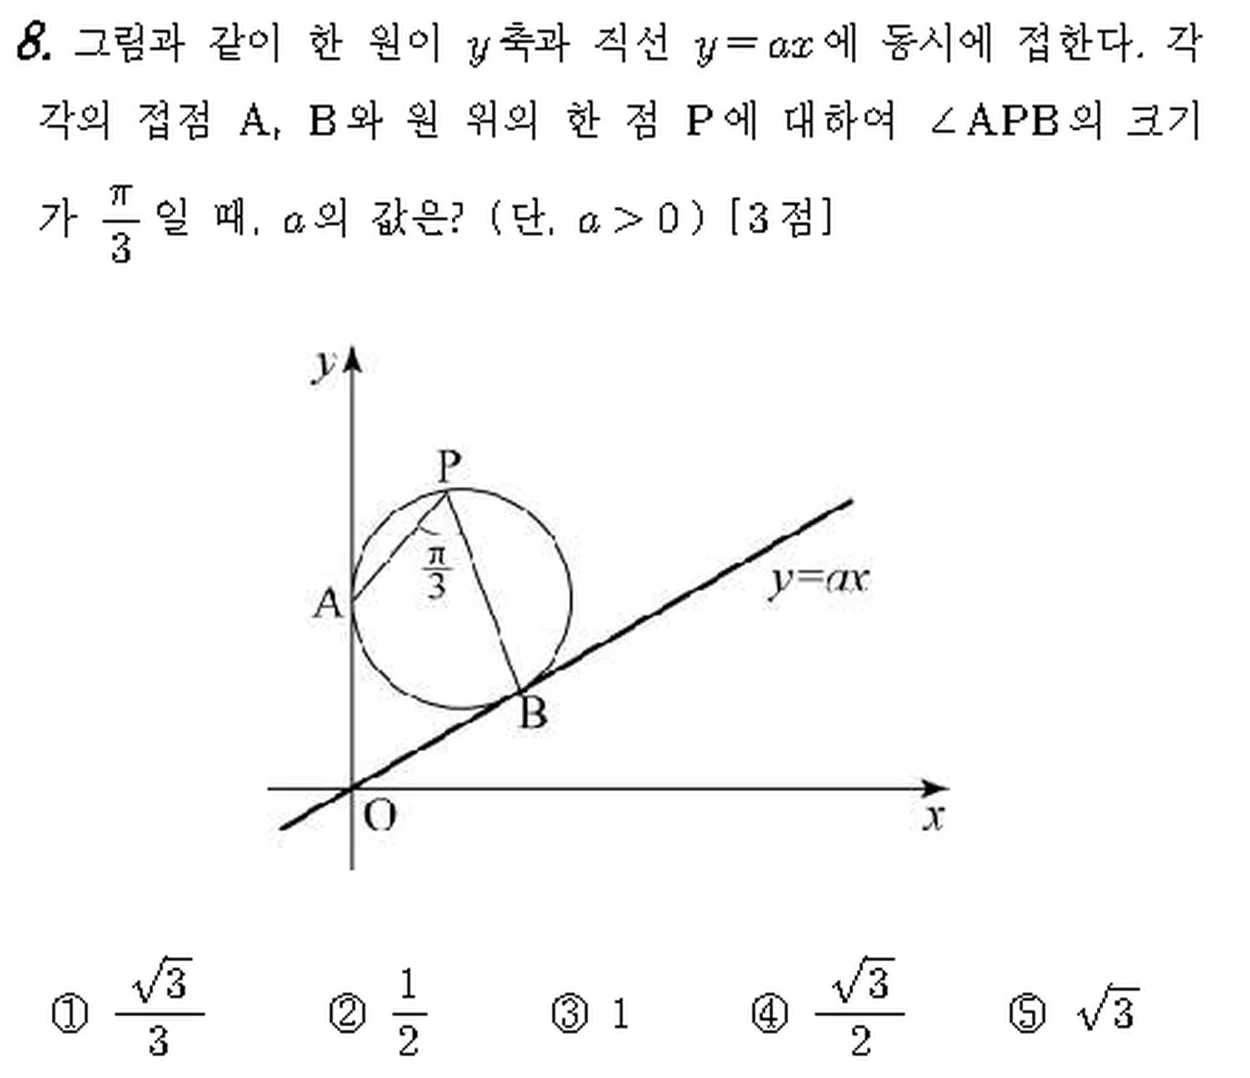 8. 그림과 같이 한 원이 y축과 직선 y=ax에 동시에 접한다. 각
각의 접점 A, B와 원 위의 한 점 P에 대하여 ∠APB의 크기
가 π/3일 때, a의 값은? (단, a>0) [3점]
y
P
π/3
A
y=ax
B
O
x
① √3/3 ② 1/2 ③ 1 ④ √3/2 ⑤ √3